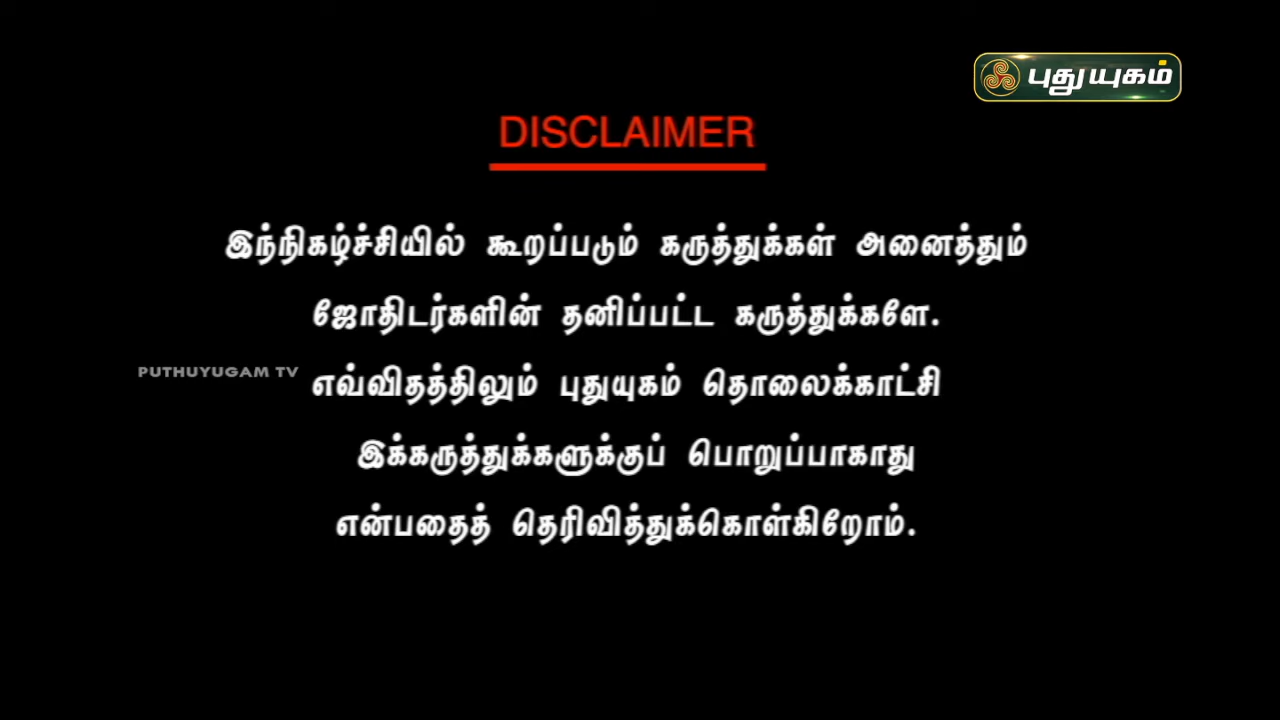 புதுயுகம்
DISCLAIMER
இந்நிகழ்ச்சியில் கூறப்படும் கருத்துக்கள் அனைத்தும்
ஜோதிடர்களின் தனிப்பட்ட கருத்துக்களே.
PUTHUYUGAM TV
எவ்விதத்திலும் புதுயுகம் தொலைக்காட்சி
இக்கருத்துக்களுக்குப் பொறுப்பாகாது
என்பதைத் தெரிவித்துக்கொள்கிறோம்.